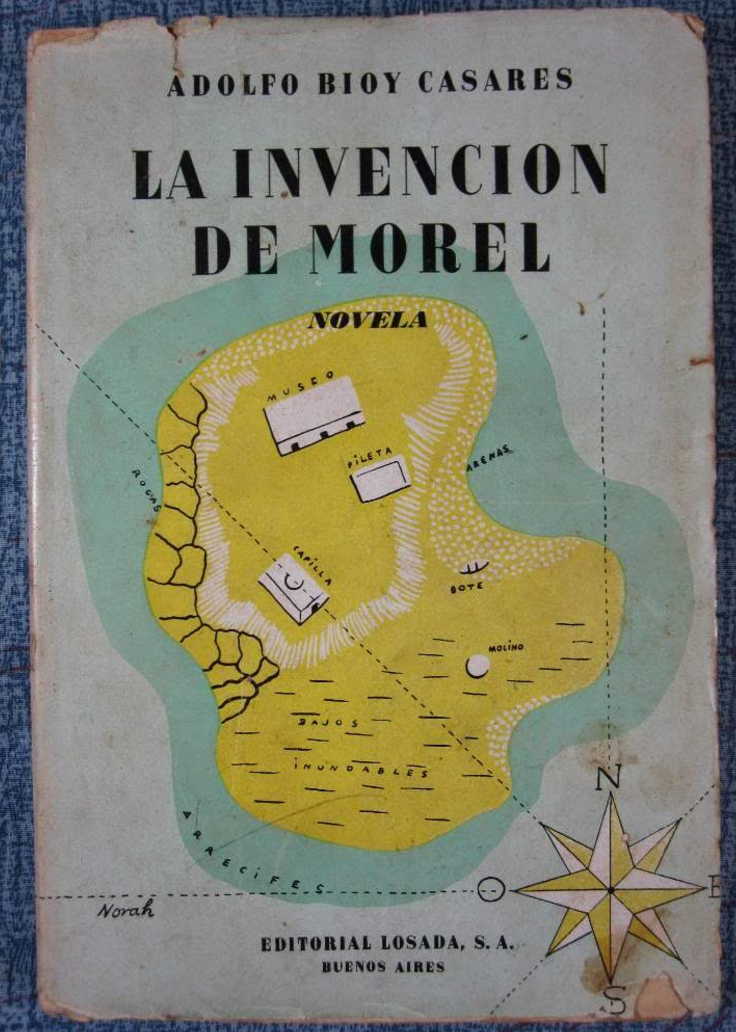 ADOLFO BIOY CASARES
LA INVENCION
DE MOREL
NOVELA
MUSEO
PILETA
ARENAS
ROCAS
CAPILLA
BOTE
MOLINO
BAJOS
INUNDABLES
N
ARRECIFES
O
E
Norah
EDITORIAL LOSADA, S. A.
BUENOS AIRES
S